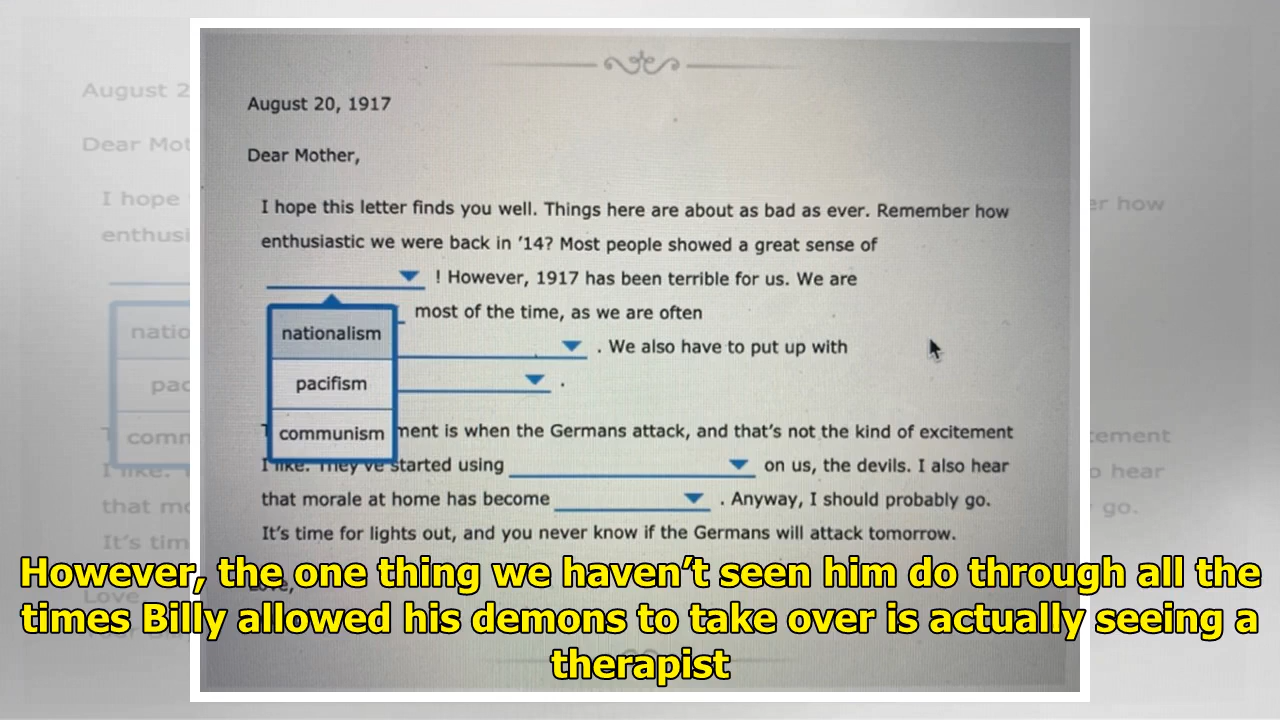 August 20, 1917
Dear Mother,
I hope this letter finds you well. Things here are about as bad as ever. Remember how
enthusiastic we were back in '14? Most people showed a great sense of
! However, 1917 has been terrible for us. We are
nationalism
most of the time, as we are often
pacifism
. We also have to put up with
communism
.
ment is when the Germans attack, and that's not the kind of excitement
I like. They've started using on us, the devils. I also hear
that morale at home has become . Anyway, I should probably go.
It's time for lights out, and you never know if the Germans will attack tomorrow.
Love,
However, the one thing we haven't seen him do through all the
times Billy allowed his demons to take over is actually seeing a
therapist